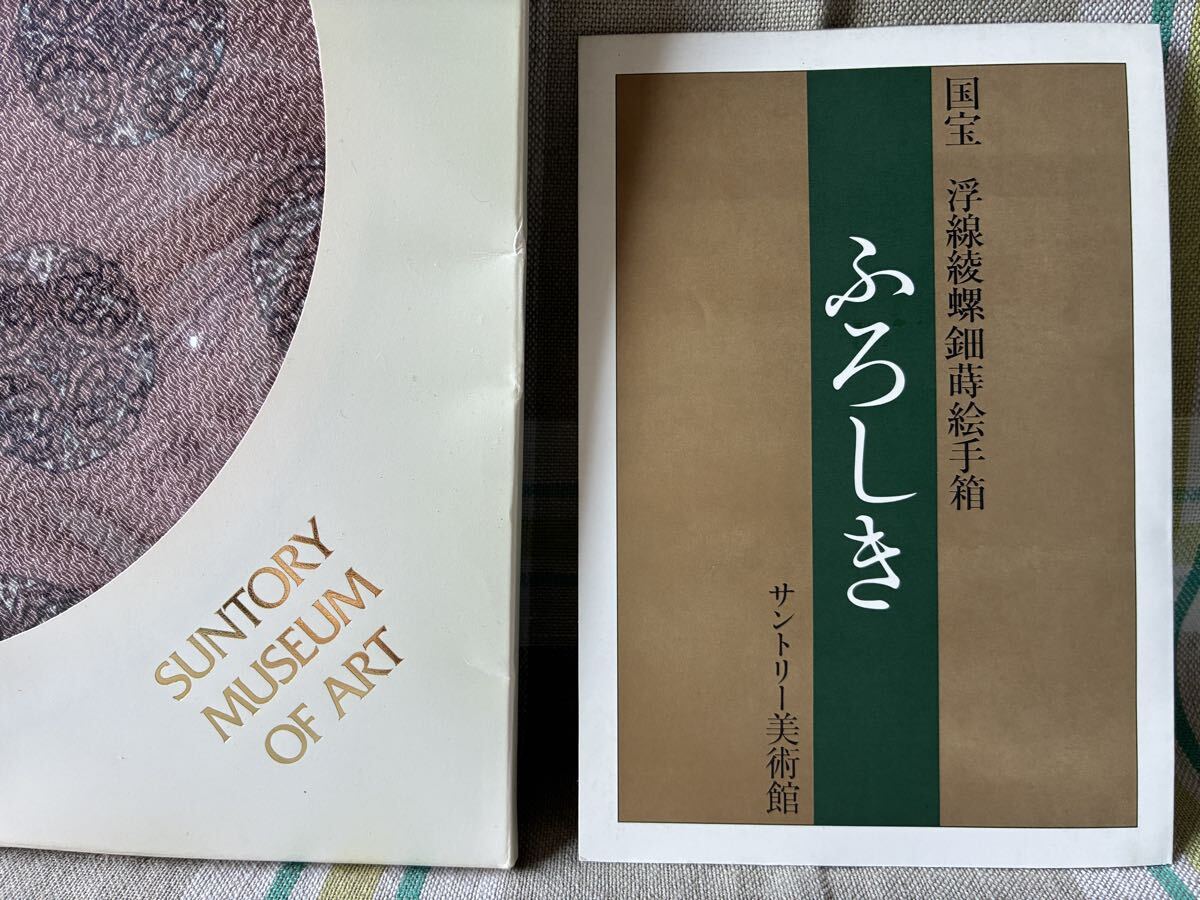 SUNTORY
MUSEUM
OF ART
国宝 浮線綾螺鈿蒔絵手箱
ふろしき
サントリー美術館